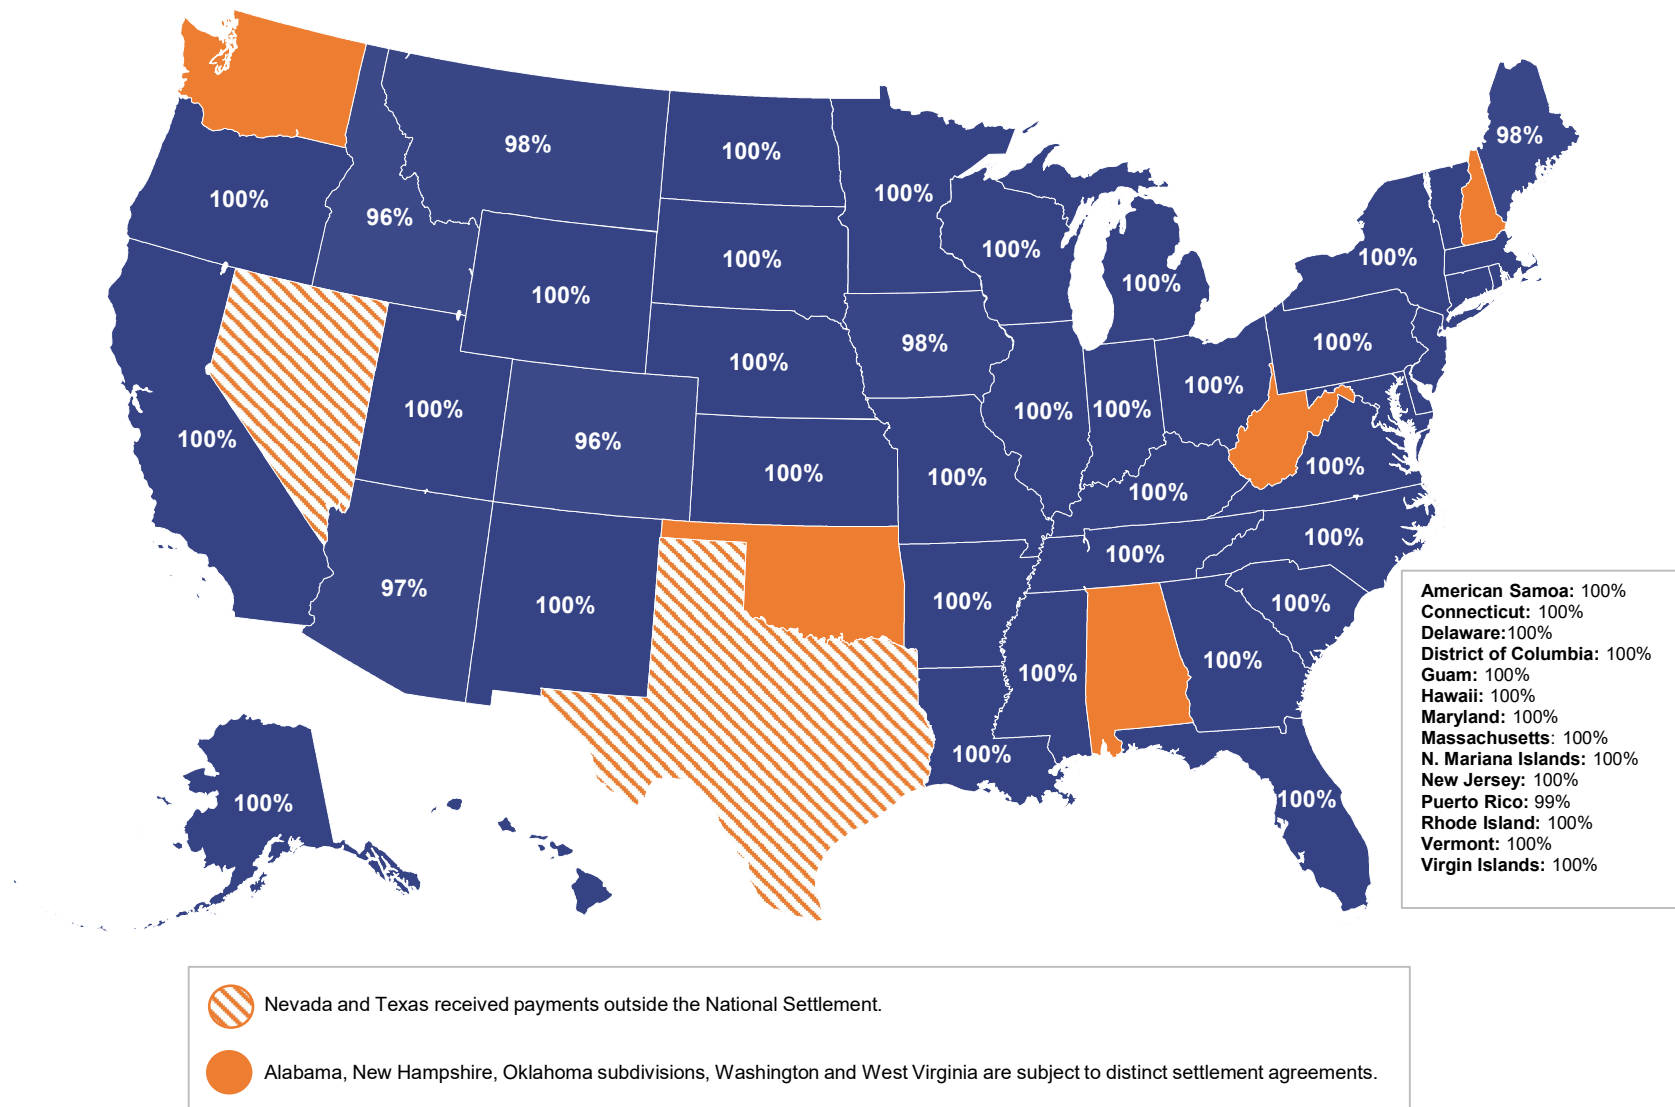 98%
98%
100%
100%
100%
96%
100%
100%
100%
100%
100%
100%
98%
100%
100%
100%
100%
100%
100%
100%
96%
100%
100%
100%
100%
100%
100%
100%
97%
100%
100%
100%
100%
100%
100%
100%
100%
American Samoa: 100%
Connecticut: 100%
Delaware:100%
District of Columbia: 100%
Guam: 100%
Hawaii: 100%
Maryland: 100%
Massachusetts: 100%
N. Mariana Islands: 100%
New Jersey: 100%
Puerto Rico: 99%
Rhode Island: 100%
Vermont: 100%
Virgin Islands: 100%
Nevada and Texas received payments outside the National Settlement.
Alabama, New Hampshire, Oklahoma subdivisions, Washington and West Virginia are subject to distinct settlement agreements.